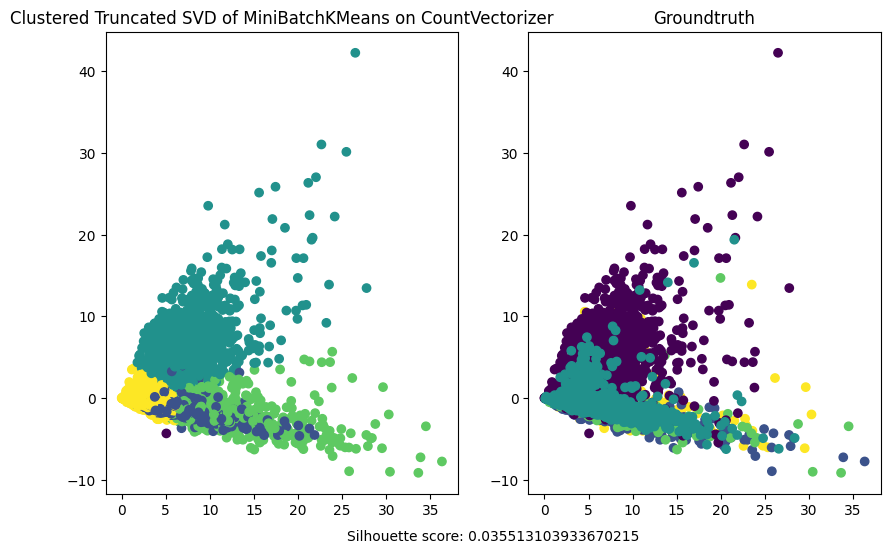 Clustered Truncated SVD of MiniBatchKMeans on CountVectorizer
Groundtruth
40
30
20
10
0
−10
0 5 10 15 20 25 30 35
40
30
20
10
0
−10
0 5 10 15 20 25 30 35
Silhouette score: 0.035513103933670215